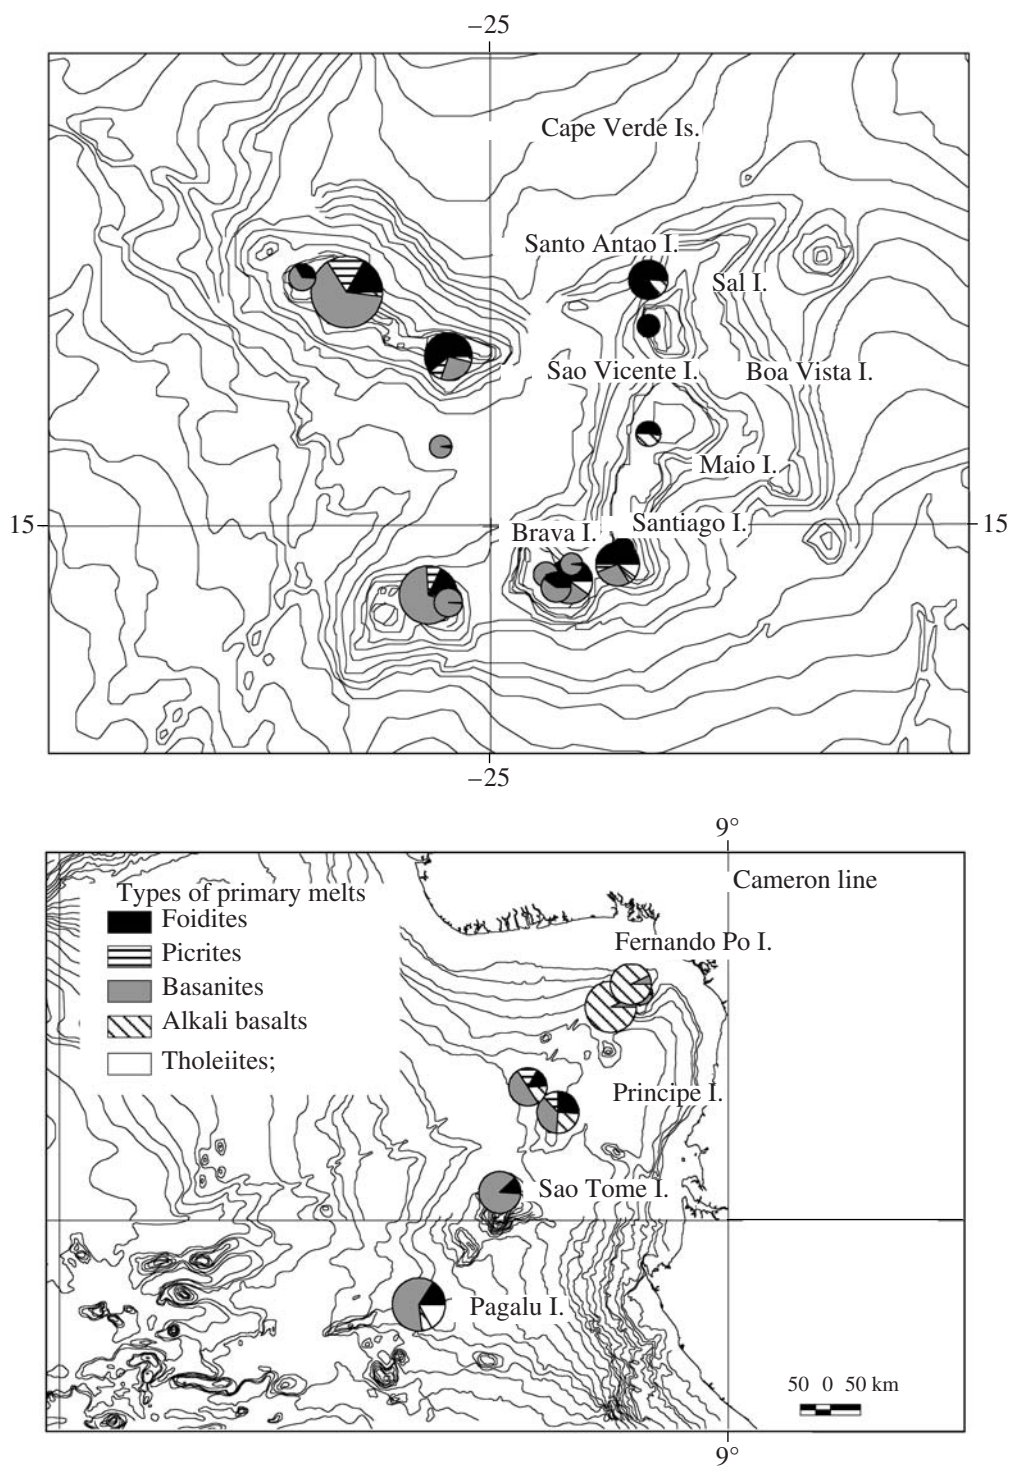 –25
Cape Verde Is.
Santo Antao I.
Sal I.
Sao Vicente I.
Boa Vista I.
Maio I.
15
Brava I.
Santiago I.
15
–25
9°
Cameron line
Types of primary melts
Foidites
Picrites
Basanites
Alkali basalts
Tholeiites;
Fernando Po I.
Principe I.
Sao Tome I.
Pagalu I.
50 0 50 km
9°